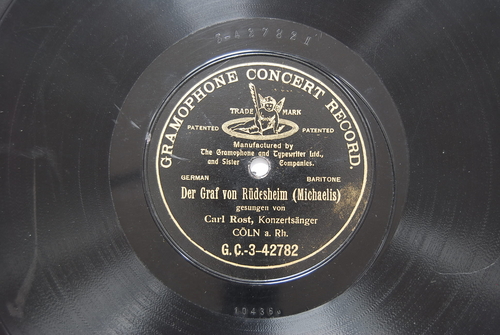 GRAMOPHONE CONCERT RECORD.
TRADE MARK
PATENTED PATENTED
Manufactured by
The Gramophone and Typewriter Ltd.,
and Sister Companies.
GERMAN BARITONE
Der Graf von Rüdesheim (Michaelis)
gesungen von
Carl Rost, Konzertsänger
CÖLN a. Rh.
G.C.-3-42782